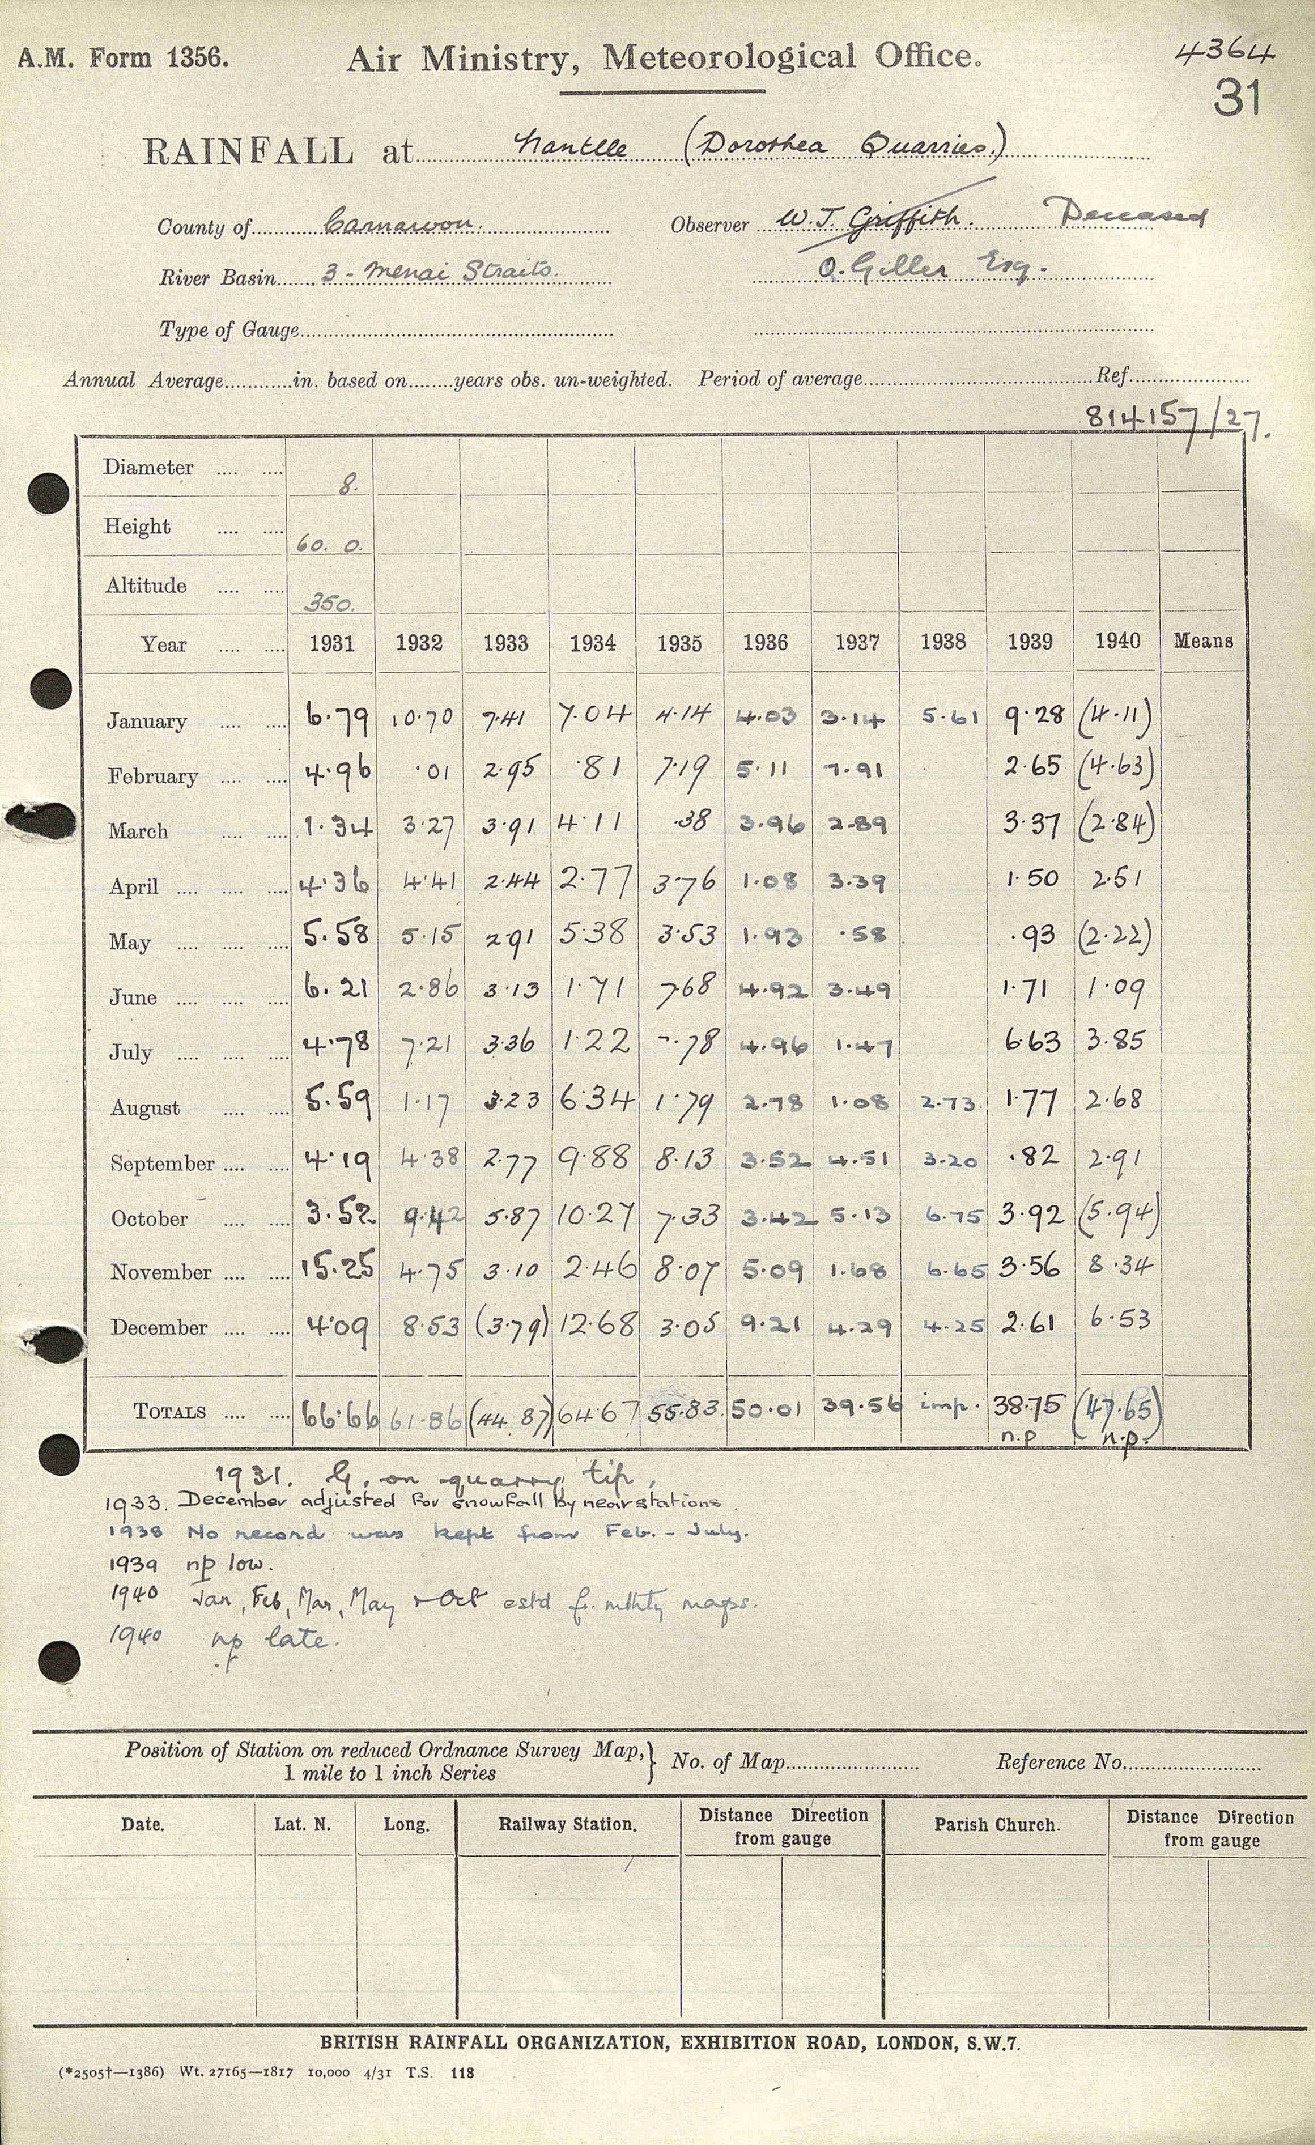 A.M. Form 1356.
Air Ministry, Meteorological Office.
4364
31
RAINFALL at Nantlle (Dorothea Quarries.)
County of Carnarvon. Observer W.J. Griffith. Deceased
River Basin 3 - Menai Straits. O. Giller Esq.
Type of Gauge
Annual Average in. based on years obs. un-weighted. Period of average Ref.
814157/27.
Diameter 8.
Height 60. 0.
Altitude 350.
Year 1931 1932 1933 1934 1935 1936 1937 1938 1939 1940 Means
January 6.79 10.70 7.41 7.04 4.14 4.03 3.14 5.61 9.28 (4.11)
February 4.96 .01 2.95 .81 7.19 5.11 7.91 2.65 (4.63)
March 1.34 3.27 3.91 4.11 .38 3.96 2.89 3.37 (2.84)
April 4.36 4.41 2.44 2.77 3.76 1.08 3.39 1.50 2.51
May 5.58 5.15 2.91 5.38 3.53 1.93 .58 .93 (2.22)
June 6.21 2.86 3.13 1.71 7.68 4.92 3.49 1.71 1.09
July 4.78 7.21 3.36 1.22 .78 4.96 1.47 6.63 3.85
August 5.59 1.17 3.23 6.34 1.79 2.78 1.08 2.73 1.77 2.68
September 4.19 4.38 2.77 9.88 8.13 3.52 4.51 3.20 .82 2.91
October 3.52 9.42 5.87 10.27 7.33 3.42 5.13 6.75 3.92 (5.94)
November 15.25 4.75 3.10 2.46 8.07 5.09 1.68 6.65 3.56 8.34
December 4.09 8.53 (3.79) 12.68 3.05 9.21 4.29 4.25 2.61 6.53
TOTALS 66.66 61.86 (44.87) 64.67 55.83 50.01 39.56 imp. 38.75 (47.65)
n.p n.p.
1931. G. on quarry tip,
1933. December adjusted for snowfall by near stations
1938 No record was kept from Feb. - July.
1939 np low.
1940 Jan, Feb, Mar, May + Oct estd f. mthly maps.
1940 np late.
Position of Station on reduced Ordnance Survey Map,} No. of Map Reference No.
1 mile to 1 inch Series
Date. Lat. N. Long. Railway Station. Distance Direction from gauge Parish Church. Distance Direction from gauge
BRITISH RAINFALL ORGANIZATION, EXHIBITION ROAD, LONDON, S.W.7.
(*2505†—1386) Wt. 27165—1817 10,000 4/31 T.S. 118